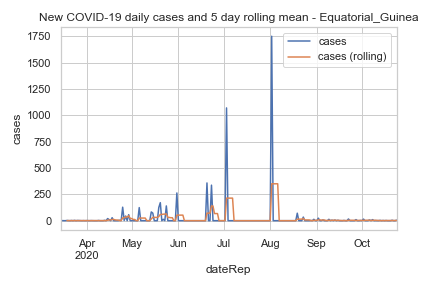 New COVID-19 daily cases and 5 day rolling mean - Equatorial_Guinea
cases
cases (rolling)
1750
1500
1250
1000
750
500
250
0
cases
Apr
2020
May
Jun
Jul
Aug
Sep
Oct
dateRep